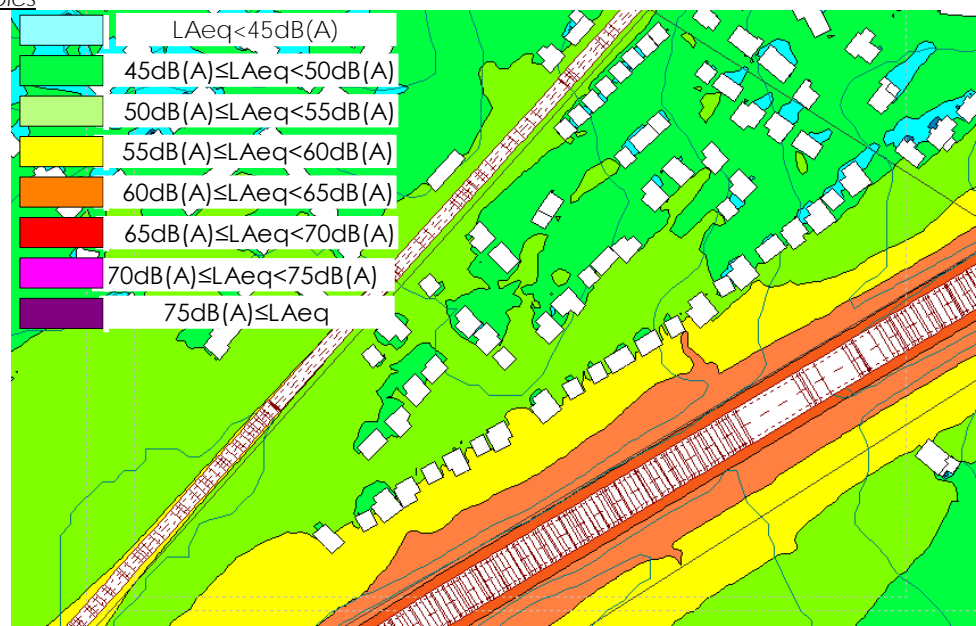 LAeq<45dB(A)
45dB(A)≤LAeq<50dB(A)
50dB(A)≤LAeq<55dB(A)
55dB(A)≤LAeq<60dB(A)
60dB(A)≤LAeq<65dB(A)
65dB(A)≤LAeq<70dB(A)
70dB(A)≤LAeq<75dB(A)
75dB(A)≤LAeq